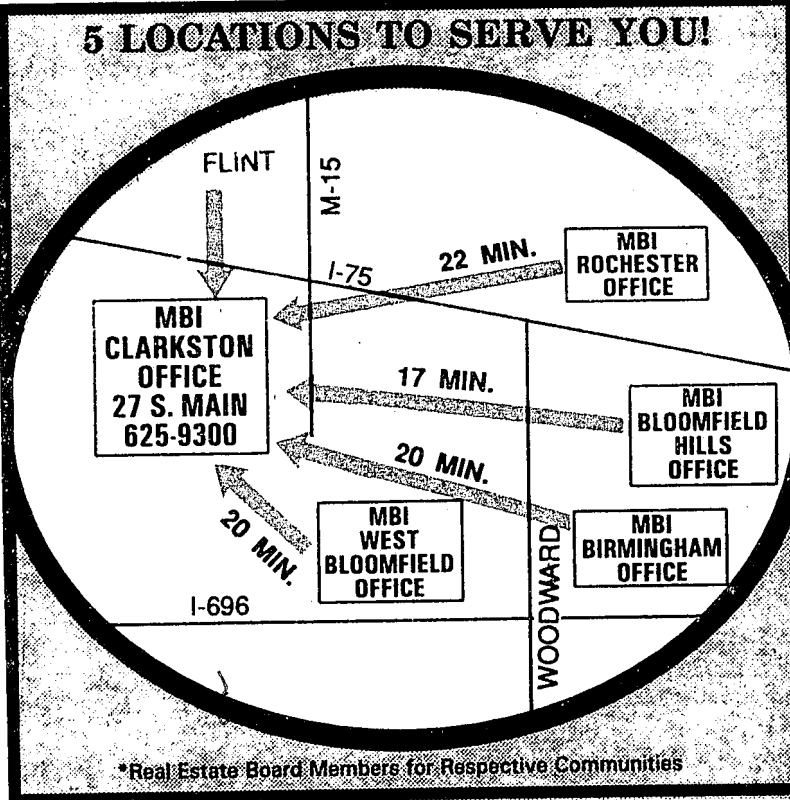 5 LOCATIONS TO SERVE YOU!
FLINT
M-15
I-75
22 MIN.
MBI
ROCHESTER
OFFICE
MBI
CLARKSTON
OFFICE
27 S. MAIN
625-9300
17 MIN.
MBI
BLOOMFIELD
HILLS
OFFICE
20 MIN.
20 MIN.
MBI
WEST
BLOOMFIELD
OFFICE
MBI
BIRMINGHAM
OFFICE
I-696
WOODWARD
*Real Estate Board Members for Respective Communities